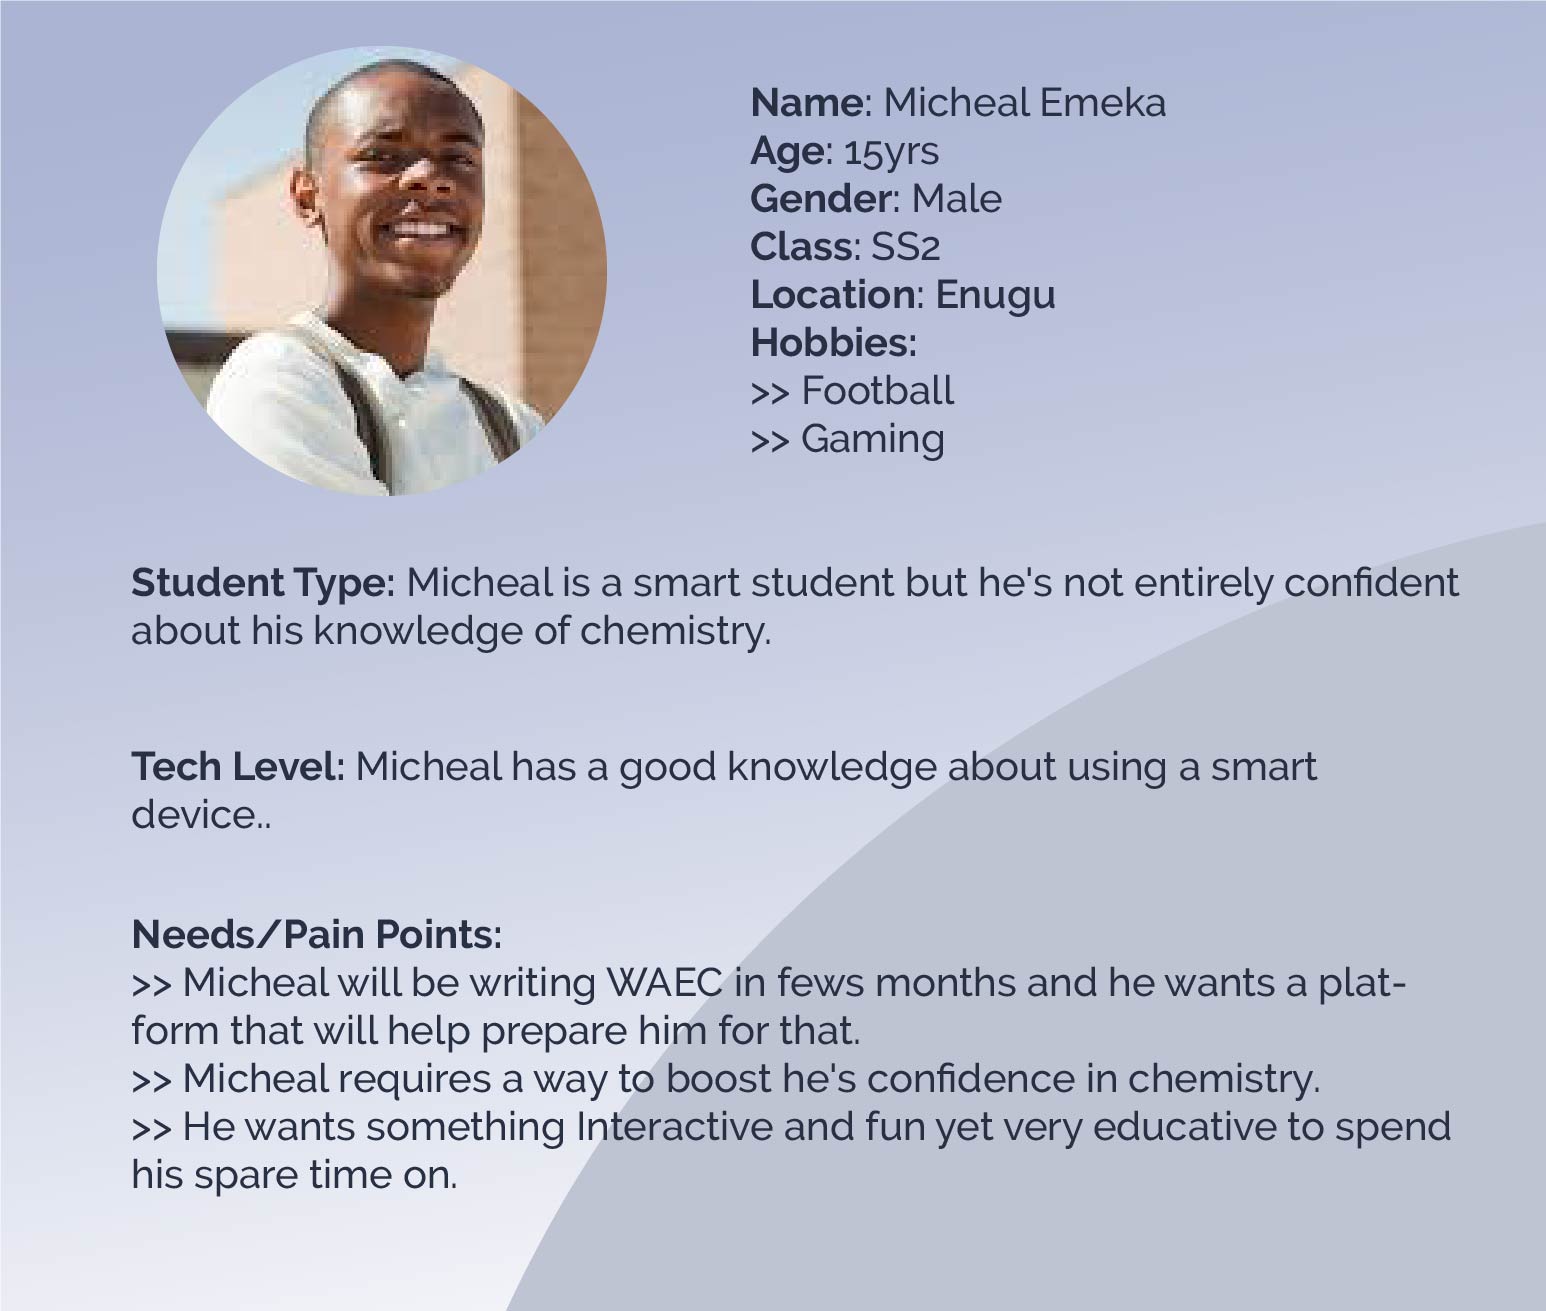 Name: Micheal Emeka
Age: 15yrs
Gender: Male
Class: SS2
Location: Enugu
Hobbies:
>> Football
>> Gaming
Student Type: Micheal is a smart student but he's not entirely confident
about his knowledge of chemistry.
Tech Level: Micheal has a good knowledge about using a smart
device..
Needs/Pain Points:
>> Micheal will be writing WAEC in fews months and he wants a plat-
form that will help prepare him for that.
>> Micheal requires a way to boost he's confidence in chemistry.
>> He wants something Interactive and fun yet very educative to spend
his spare time on.